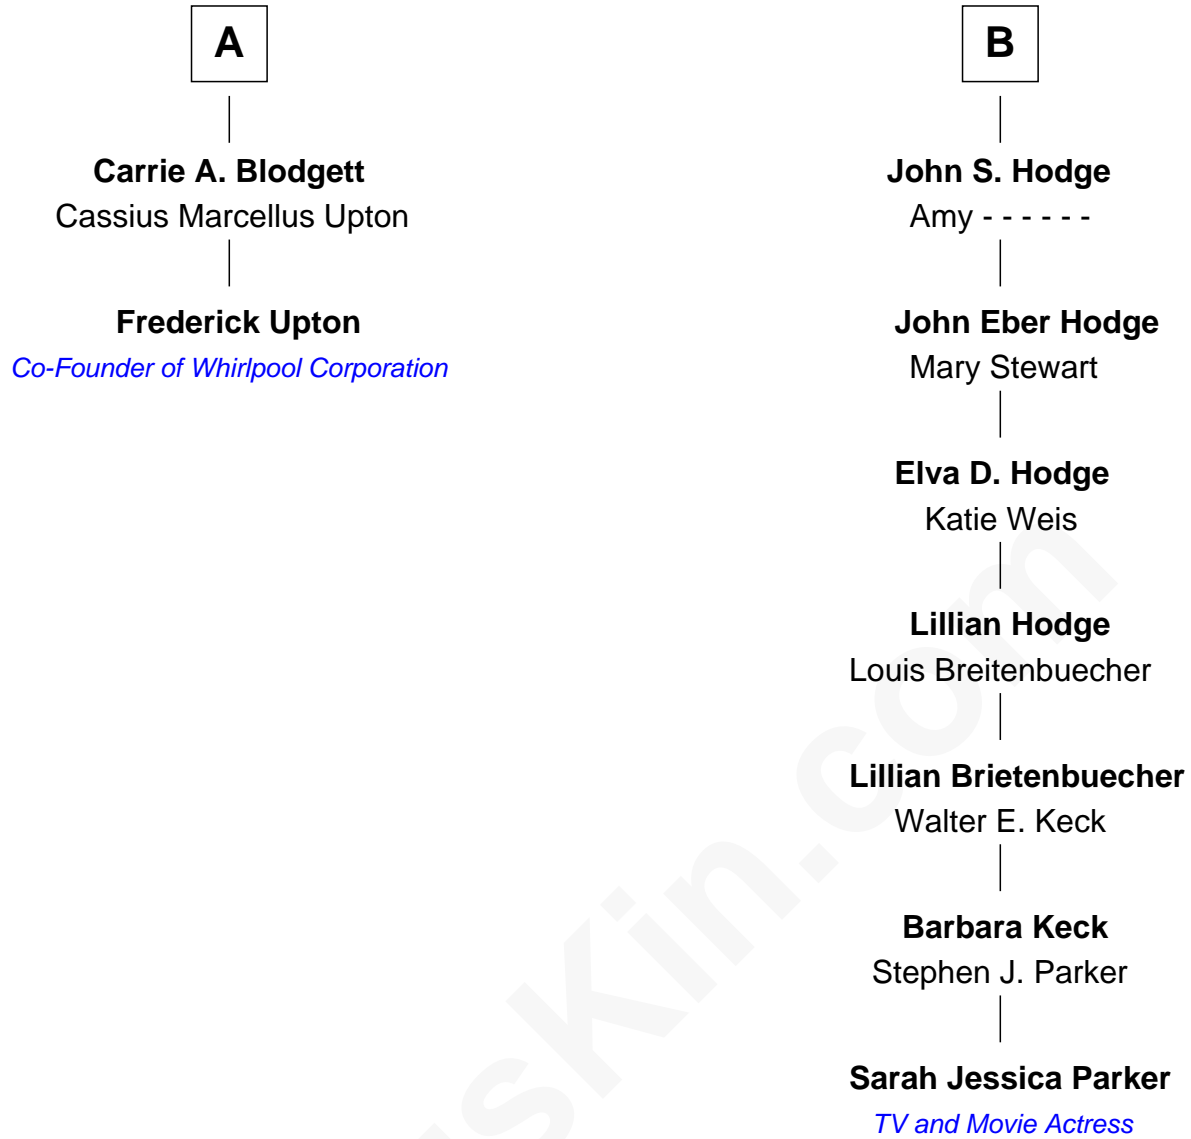 A
Carrie A. Blodgett
Cassius Marcellus Upton
Frederick Upton
Co-Founder of Whirlpool Corporation
B
John S. Hodge
Amy - - - - - -
John Eber Hodge
Mary Stewart
Elva D. Hodge
Katie Weis
Lillian Hodge
Louis Breitenbuecher
Lillian Brietenbuecher
Walter E. Keck
Barbara Keck
Stephen J. Parker
Sarah Jessica Parker
TV and Movie Actress
sKin.com